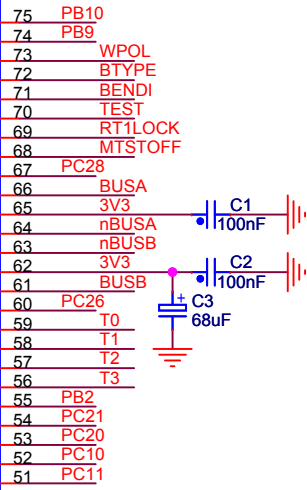 75 PB10
74 PB9
73 WPOL
72 BTYPE
71 BENDI
70 TEST
69 RT1LOCK
68 MTSTOFF
67 PC28
66 BUSA
65 3V3 C1
100nF
64 nBUSA
63 nBUSB
62 3V3 C2
100nF
61 BUSB
+ C3
60 PC26
68uF
59 T0
58 T1
57 T2
56 T3
55 PB2
54 PC21
53 PC20
52 PC10
51 PC11